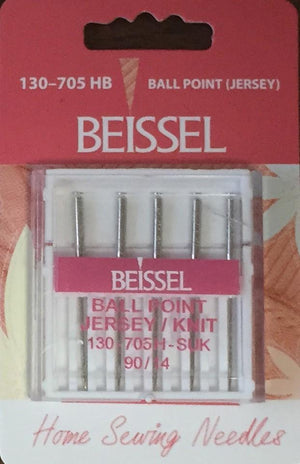 130-705 HB BALL POINT (JERSEY)
BEISSEL
BEISSEL
BALL POINT
JERSEY / KNIT
130-705 H-SUK
90/14
Home Sewing Needles